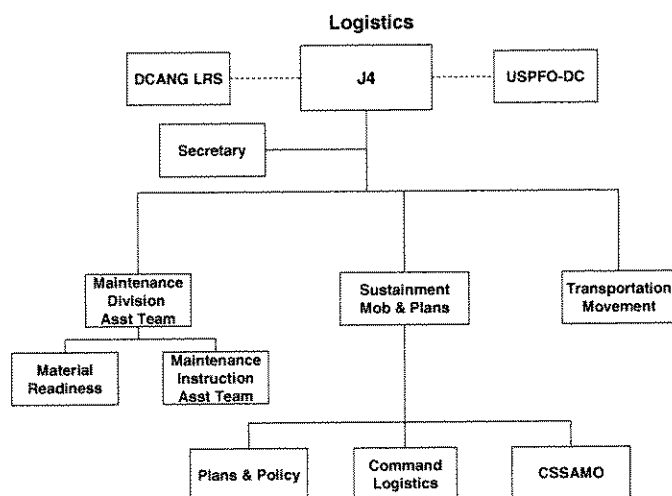 Logistics
DCANG LRS
J4
USPFO-DC
Secretary
Maintenance
Division
Asst Team
Sustainment
Mob & Plans
Transportation
Movement
Material
Readiness
Maintenance
Instruction
Asst Team
Plans & Policy
Command
Logistics
CSSAMO